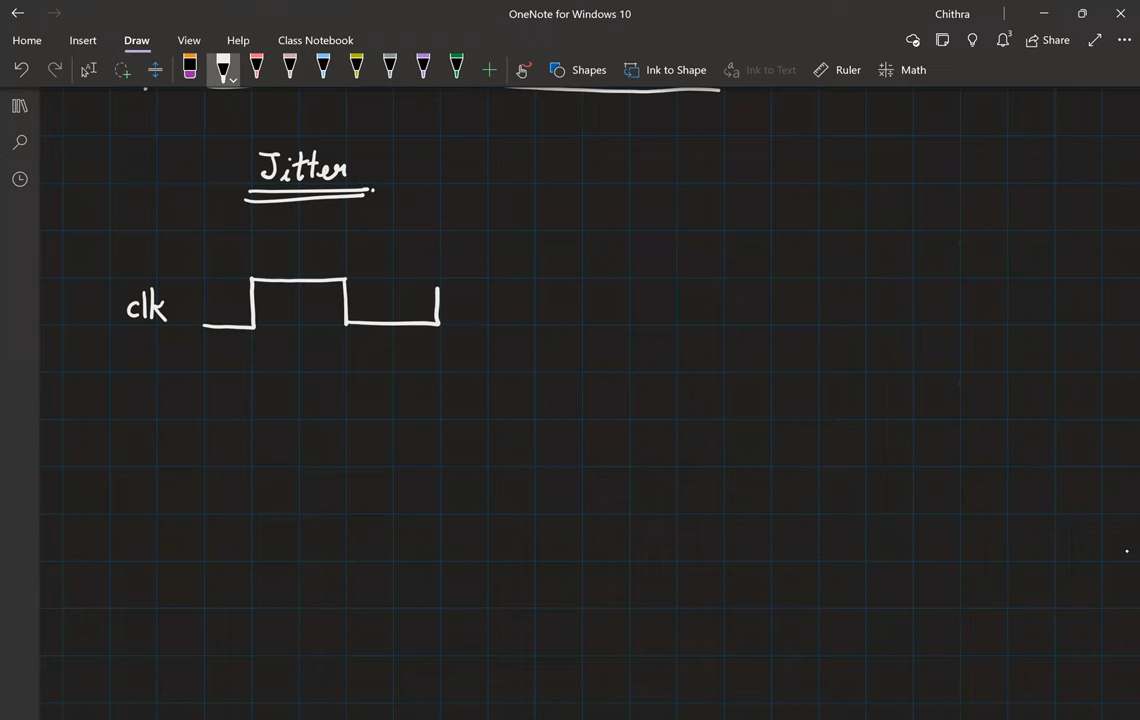 OneNote for Windows 10
Chithra
Home Insert Draw View Help Class Notebook
3 Share
Shapes Ink to Shape Ink to Text Ruler Math
Jitter
clk